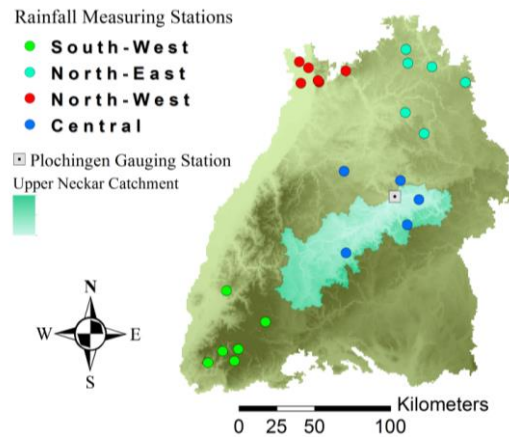 Rainfall Measuring Stations
South-West
North-East
North-West
Central
Plochingen Gauging Station
Upper Neckar Catchment
N
W E
S
Kilometers
0 25 50 100